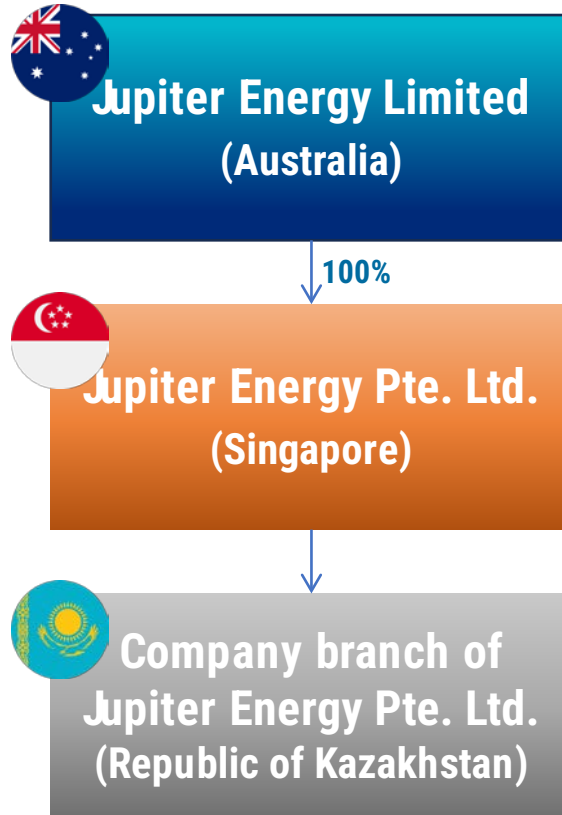 Jupiter Energy Limited
(Australia)
100%
Jupiter Energy Pte. Ltd.
(Singapore)
Company branch of
Jupiter Energy Pte. Ltd.
(Republic of Kazakhstan)